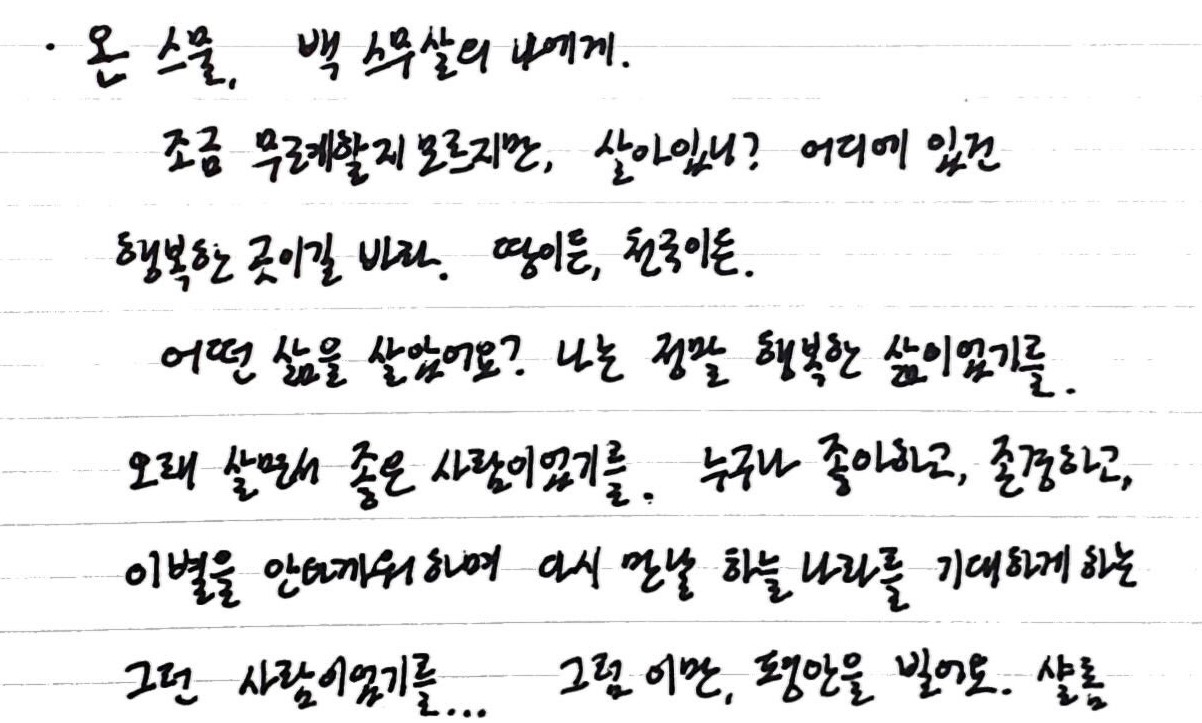 · 온 스물, 백 스무살의 나에게.
조금 무례할지 모르지만, 살아있니? 어디에 있건
행복한 곳이길 바라. 땅이든, 천국이든.
어떤 삶을 살았어요? 나는 정말 행복한 삶이었기를.
오래 살면서 좋은 사람이었기를. 누구나 좋아하고, 존경하고,
이별을 안타까워하며 다시 만날 하늘 나라를 기대하게 하는
그런 사람이었기를... 그럼 이만, 평안을 빌어요. 샬롬